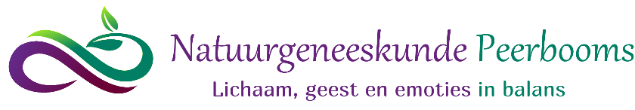 Natuurgeneeskunde Peerbooms
Lichaam, geest en emoties in balans